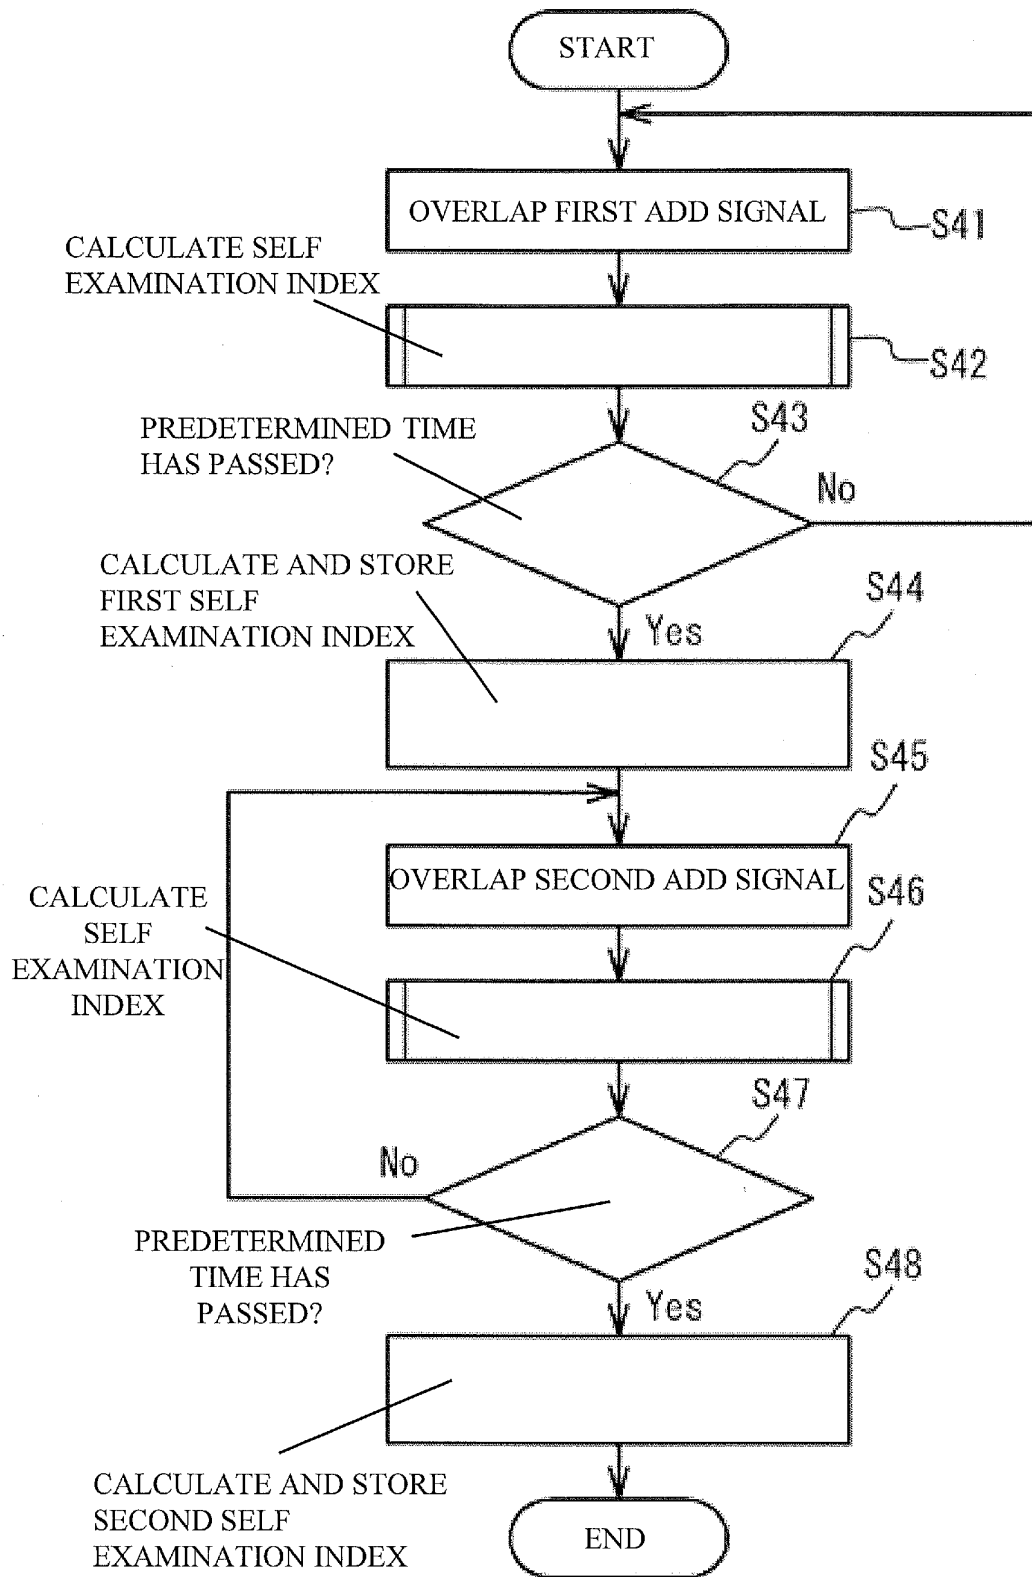 START
OVERLAP FIRST ADD SIGNAL
S41
CALCULATE SELF
EXAMINATION INDEX
S42
S43
PREDETERMINED TIME
HAS PASSED?
No
CALCULATE AND STORE
FIRST SELF
EXAMINATION INDEX
Yes
S44
S45
OVERLAP SECOND ADD SIGNAL
S46
CALCULATE
SELF
EXAMINATION
INDEX
S47
No
PREDETERMINED
TIME HAS
PASSED?
Yes
S48
CALCULATE AND STORE
SECOND SELF
EXAMINATION INDEX
END